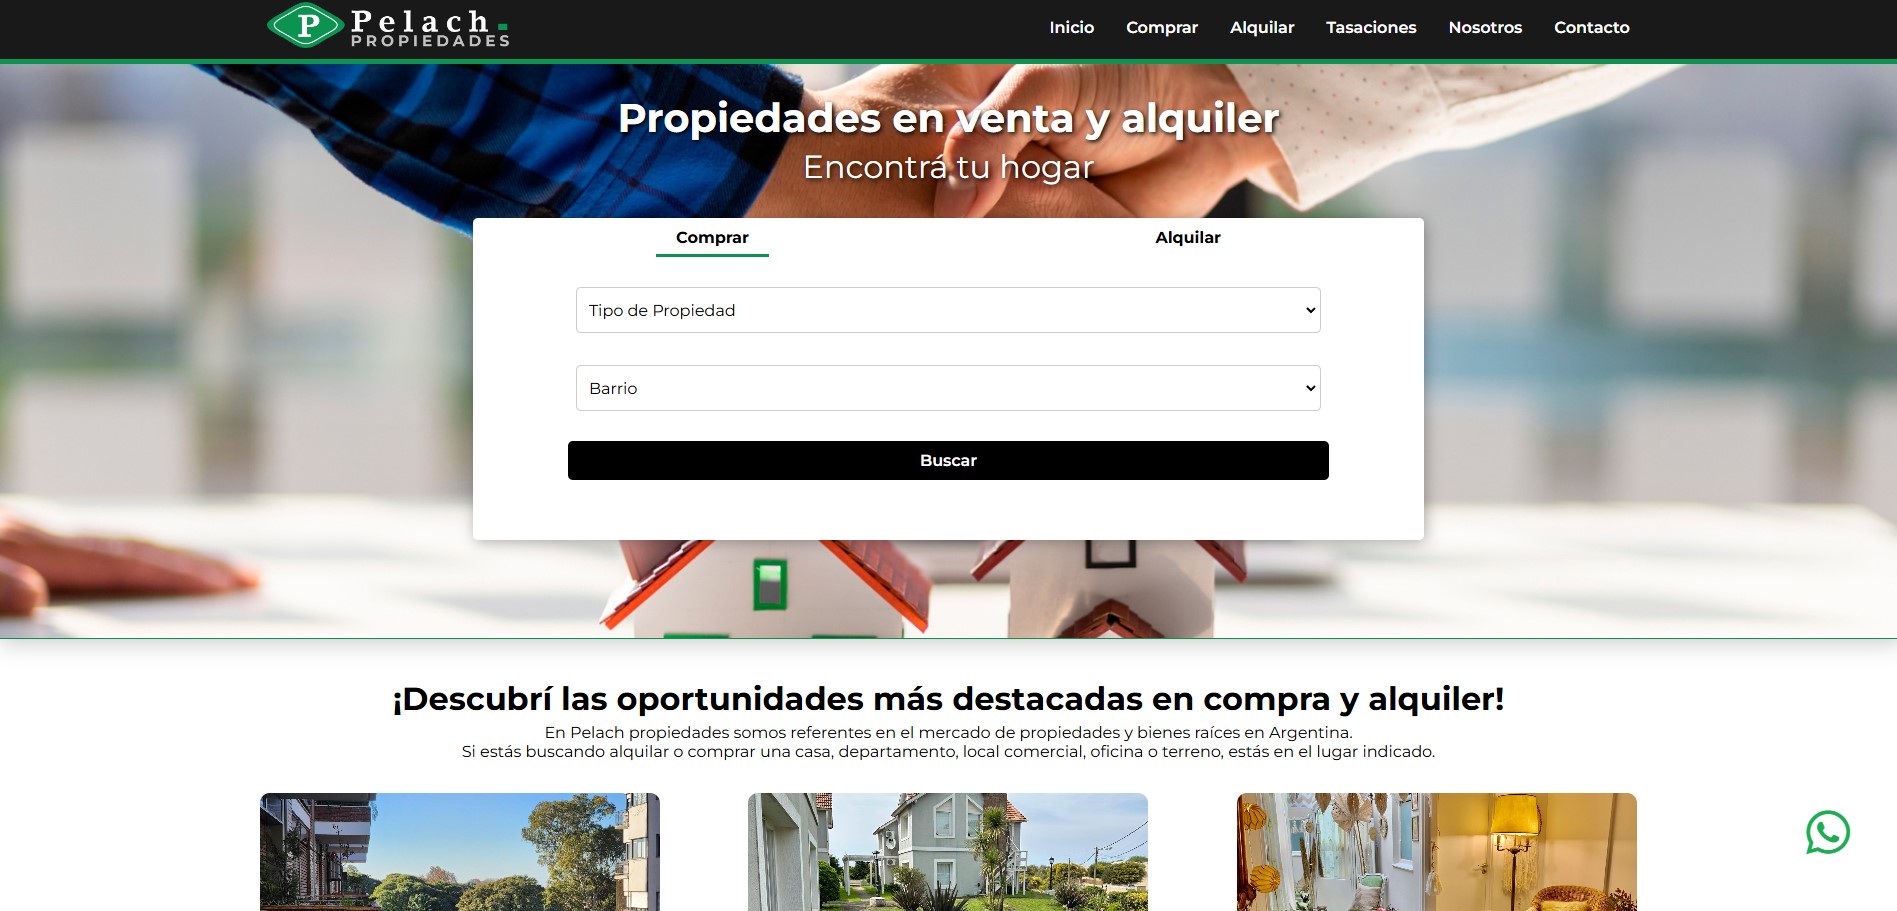 P Pelach
PROPIEDADES
Inicio Comprar Alquilar Tasaciones Nosotros Contacto
Propiedades en venta y alquiler
Encontrá tu hogar
Comprar Alquilar
Tipo de Propiedad
Barrio
Buscar
¡Descubrí las oportunidades más destacadas en compra y alquiler!
En Pelach propiedades somos referentes en el mercado de propiedades y bienes raíces en Argentina.
Si estás buscando alquilar o comprar una casa, departamento, local comercial, oficina o terreno, estás en el lugar indicado.